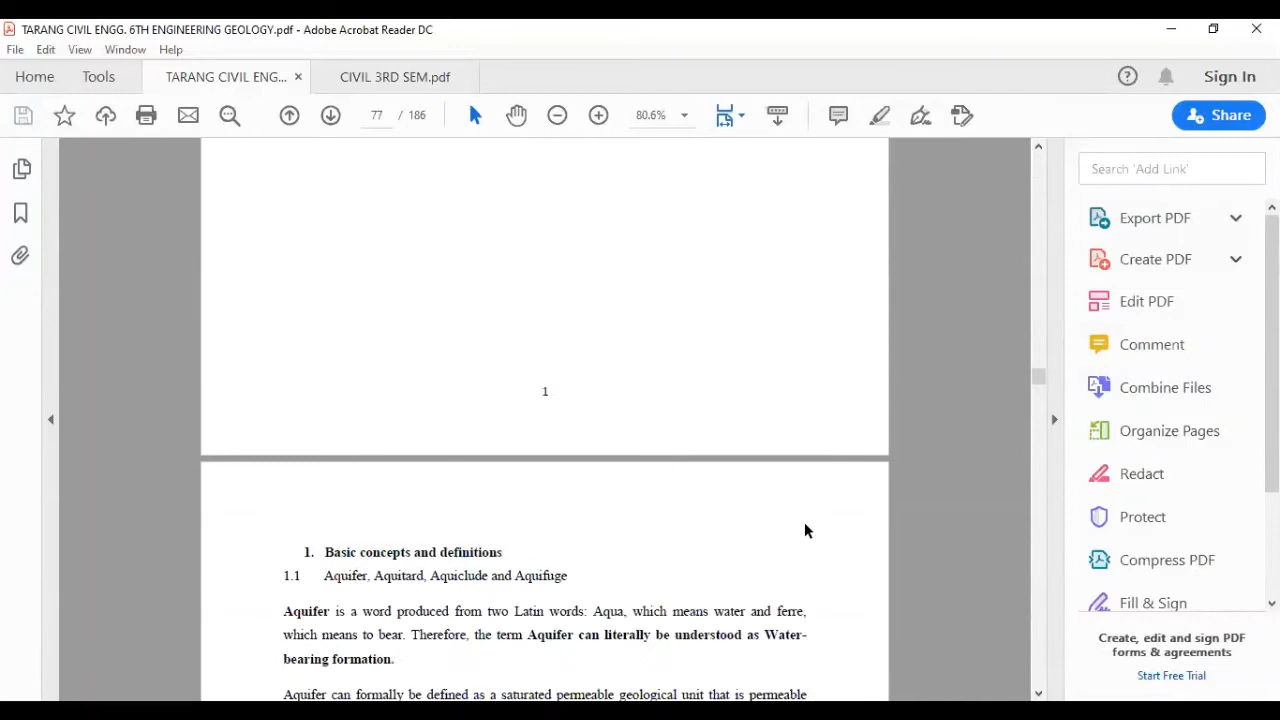 TARANG CIVIL ENGG. 6TH ENGINEERING GEOLOGY.pdf - Adobe Acrobat Reader DC
File Edit View Window Help
Home Tools TARANG CIVIL ENG... × CIVIL 3RD SEM.pdf Sign In
77 / 186 80.6% Share
Search 'Add Link'
Export PDF
Create PDF
Edit PDF
Comment
Combine Files
Organize Pages
Redact
Protect
Compress PDF
Fill & Sign
Create, edit and sign PDF
forms & agreements
Start Free Trial
1
1. Basic concepts and definitions
1.1 Aquifer, Aquitard, Aquiclude and Aquifuge
Aquifer is a word produced from two Latin words: Aqua, which means water and ferre,
which means to bear. Therefore, the term Aquifer can literally be understood as Water-
bearing formation.
Aquifer can formally be defined as a saturated permeable geological unit that is permeable